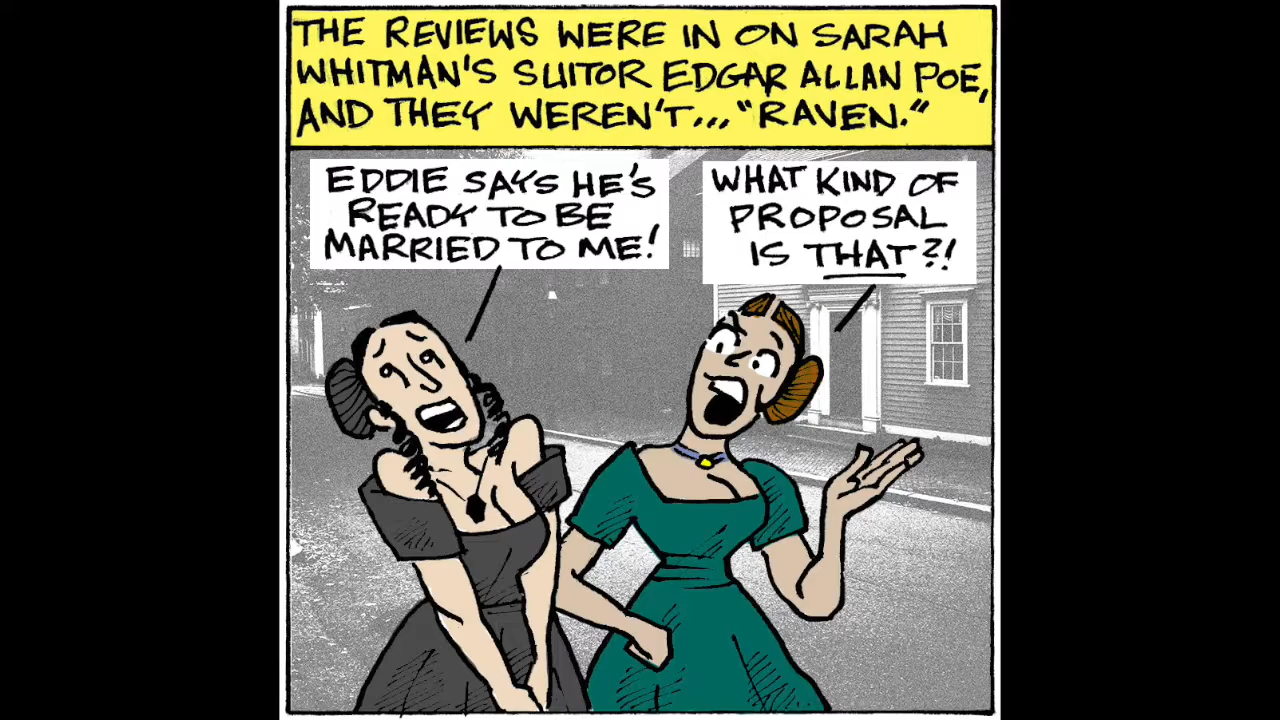 THE REVIEWS WERE IN ON SARAH
WHITMAN'S SUITOR EDGAR ALLAN POE,
AND THEY WEREN'T... "RAVEN."
EDDIE SAYS HE'S
READY TO BE
MARRIED TO ME!
WHAT KIND OF
PROPOSAL
IS THAT?!